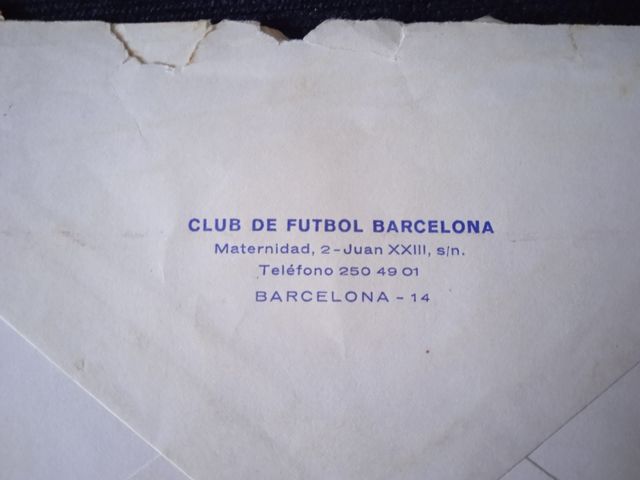 CLUB DE FUTBOL BARCELONA
Maternidad, 2-Juan XXIII, s/n.
Teléfono 250 49 01
BARCELONA - 14